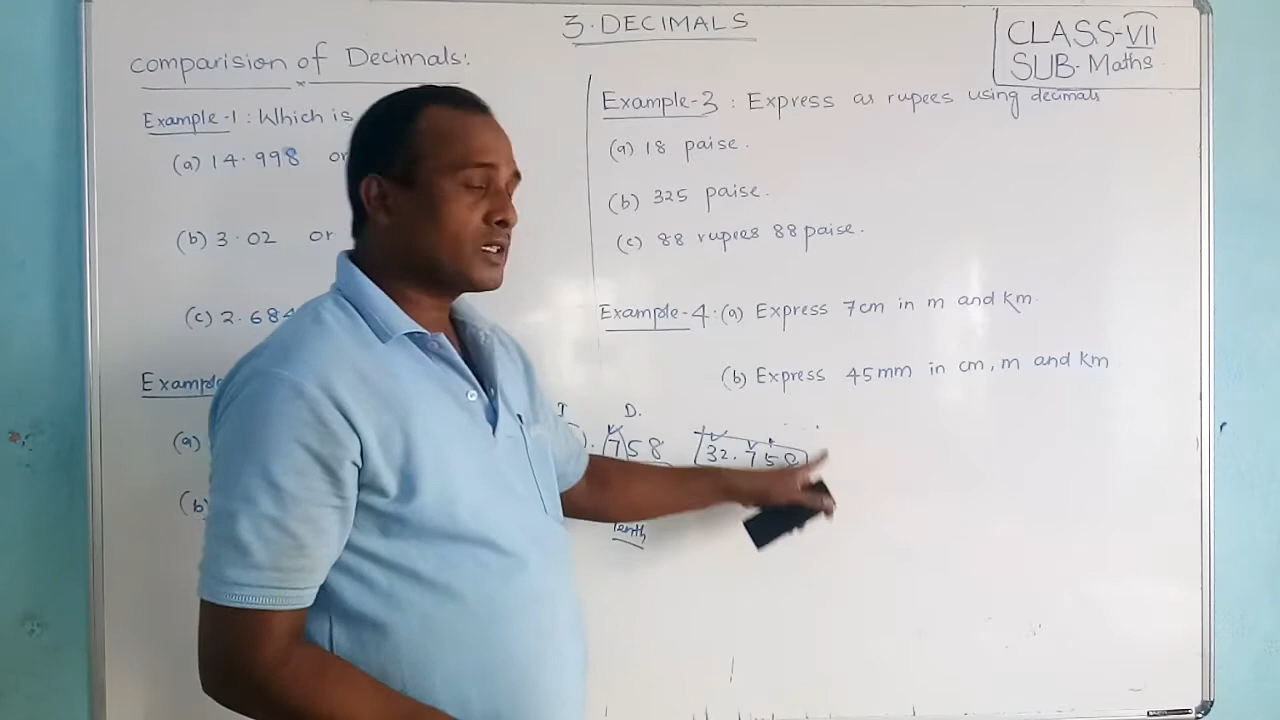 3. DECIMALS
CLASS-VII
SUB- Maths
comparision of Decimals:
Example-1: Which is
(a) 14.998 or
(b) 3.02 or
(c) 2.684
(a)
(b)
Example-3: Express as rupees using decimals
(a) 18 paise.
(b) 325 paise.
(c) 88 rupees 88 paise.
Example-4: (a) Express 7cm in m and km.
(b) Express 45mm in cm, m and km
D.
758
32.758
Tenth